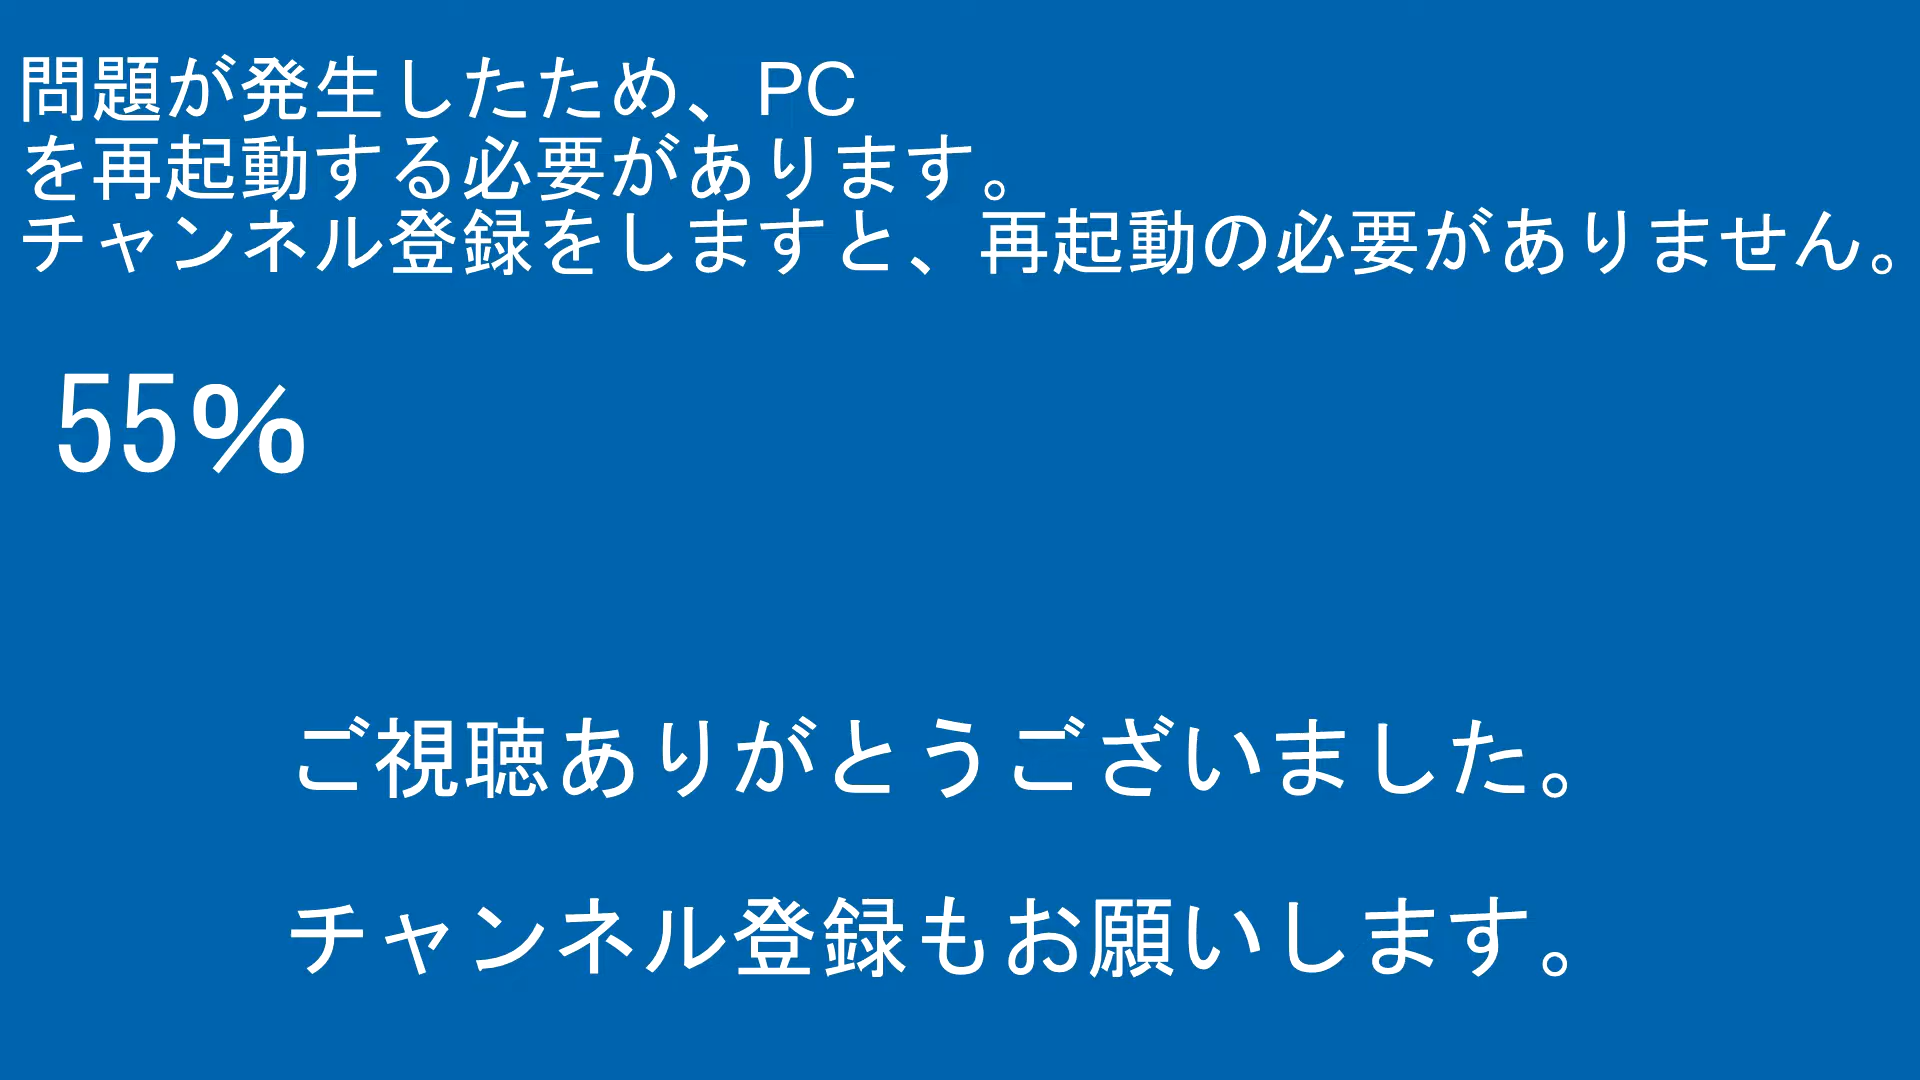 問題が発生したため、PC
を再起動する必要があります。
チャンネル登録をしますと、再起動の必要がありません。
55%
ご視聴ありがとうございました。
チャンネル登録もお願いします。